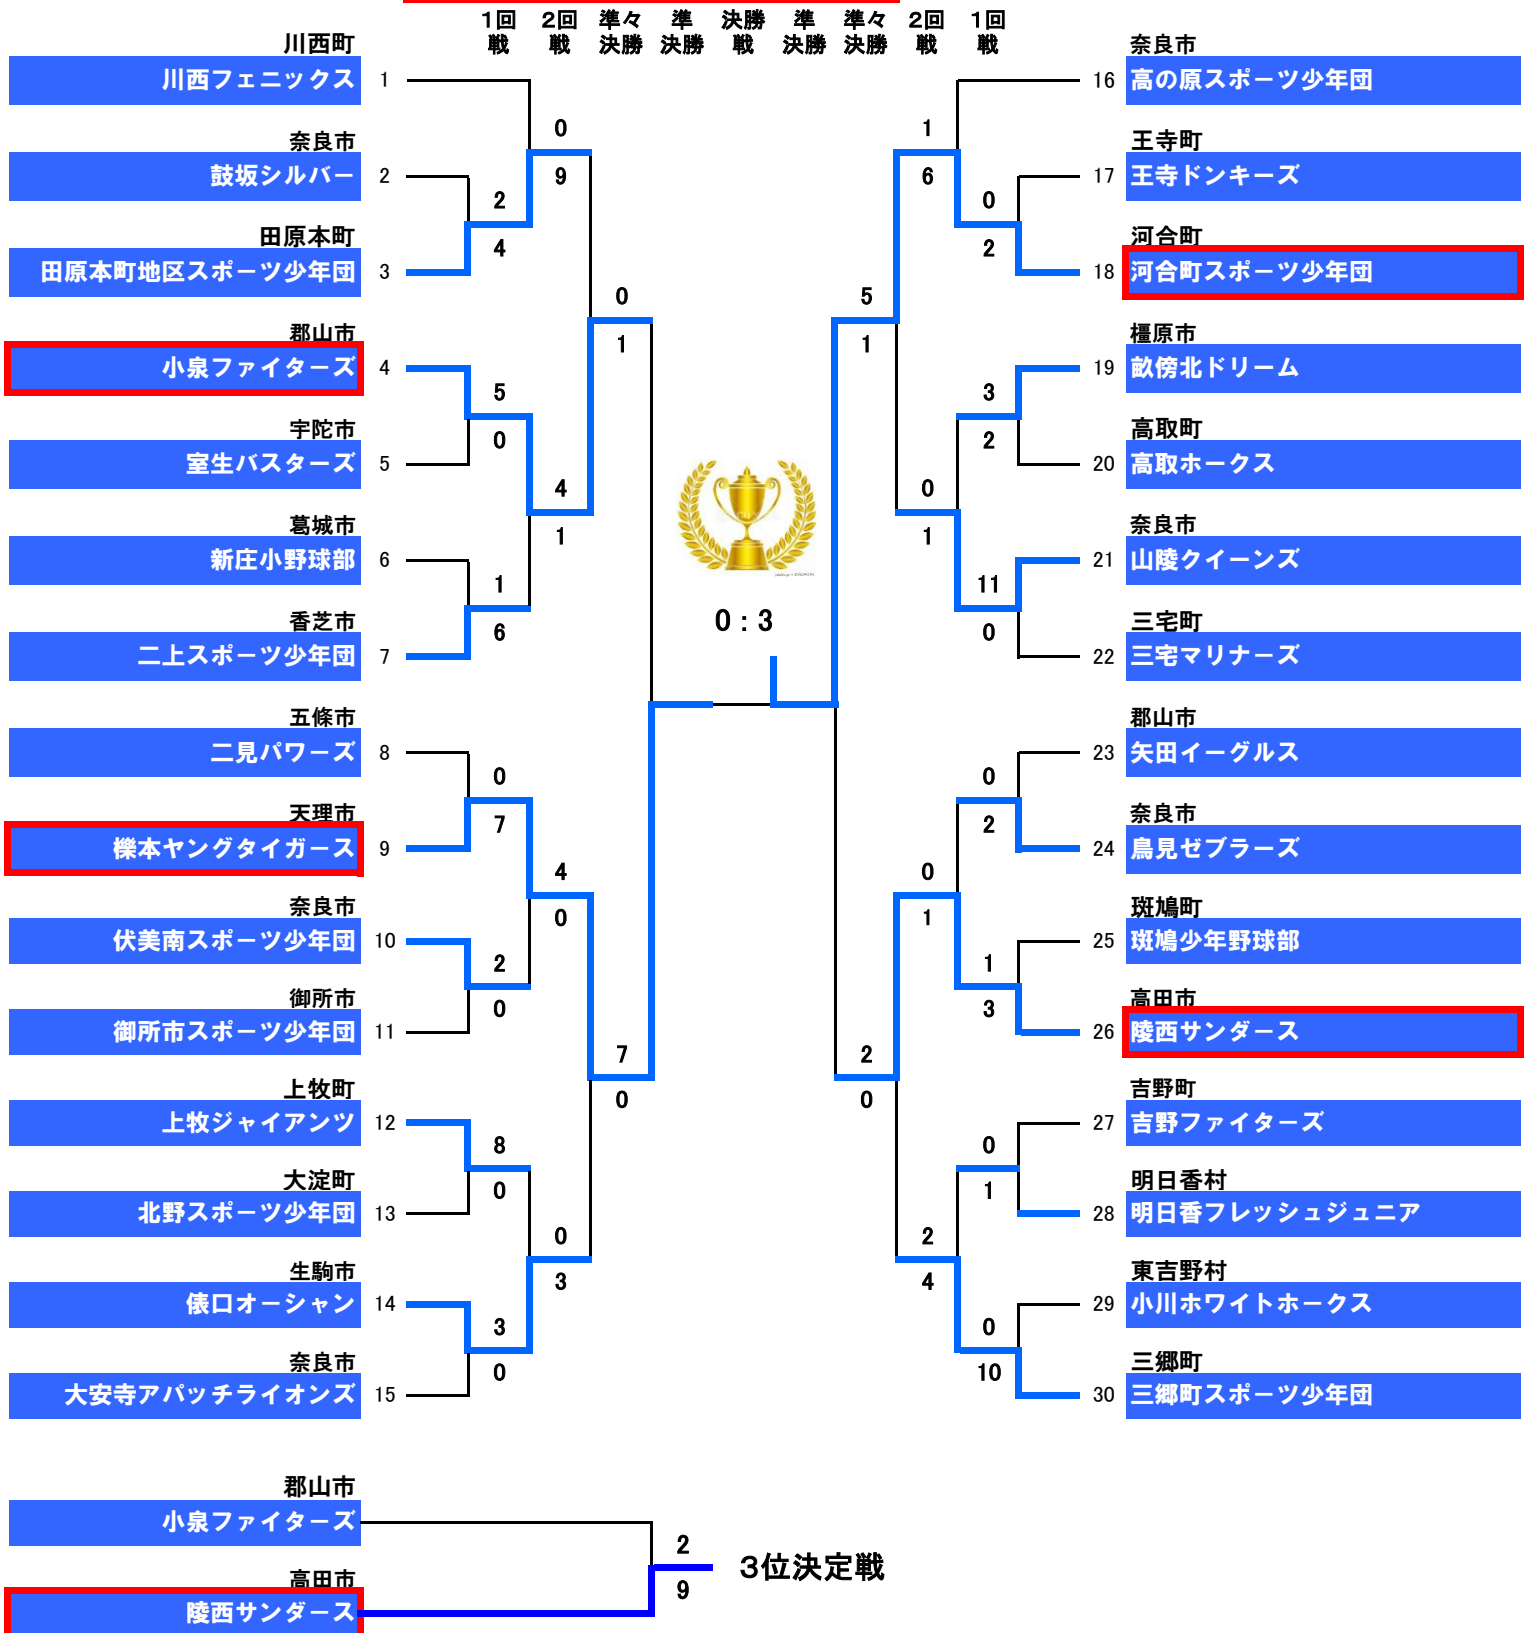 1回戦
2回戦
準々決勝
準決勝
決勝戦
準決勝
準々決勝
2回戦
1回戦
川西町
川西フェニックス 1
0
奈良市
鼓坂シルバー 2
9
2
田原本町
田原本町地区スポーツ少年団 3
4
0
郡山市
小泉ファイターズ 4
1
5
宇陀市
室生バスターズ 5
0
4
葛城市
新庄小野球部 6
1
1
香芝市
二上スポーツ少年団 7
6
五條市
二見パワーズ 8
0
天理市
櫟本ヤングタイガース 9
7
4
奈良市
伏美南スポーツ少年団 10
0
2
御所市
御所市スポーツ少年団 11
0
7
上牧町
上牧ジャイアンツ 12
0
8
大淀町
北野スポーツ少年団 13
0
0
生駒市
俵口オーシャン 14
3
3
奈良市
大安寺アパッチライオンズ 15
0
0 : 3
奈良市
16 高の原スポーツ少年団
1
王寺町
17 王寺ドンキーズ
6
0
河合町
18 河合町スポーツ少年団
2
5
橿原市
19 畝傍北ドリーム
1
3
高取町
20 高取ホークス
2
0
奈良市
21 山陵クイーンズ
1
11
三宅町
22 三宅マリナーズ
0
郡山市
23 矢田イーグルス
0
奈良市
24 鳥見ゼブラーズ
2
0
斑鳩町
25 斑鳩少年野球部
1
1
高田市
26 陵西サンダース
3
2
吉野町
27 吉野ファイターズ
0
0
明日香村
28 明日香フレッシュジュニア
1
2
東吉野村
29 小川ホワイトホークス
4
0
三郷町
30 三郷町スポーツ少年団
10
郡山市
小泉ファイターズ
2
3位決定戦
高田市
9
陵西サンダース